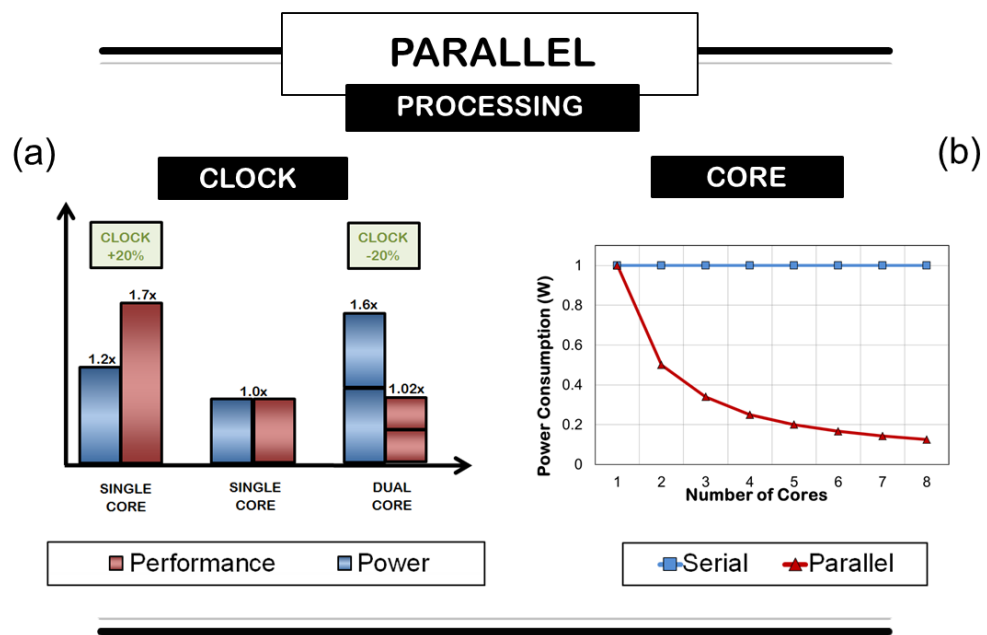 PARALLEL
PROCESSING
(a)
CLOCK
CLOCK
+20%
CLOCK
-20%
1.7x
1.6x
1.2x
1.0x
1.02x
SINGLE
CORE
SINGLE
CORE
DUAL
CORE
Performance
Power
(b)
CORE
Power Consumption (W)
1
0.8
0.6
0.4
0.2
0
1 2 3 4 5 6 7 8
Number of Cores
Serial
Parallel